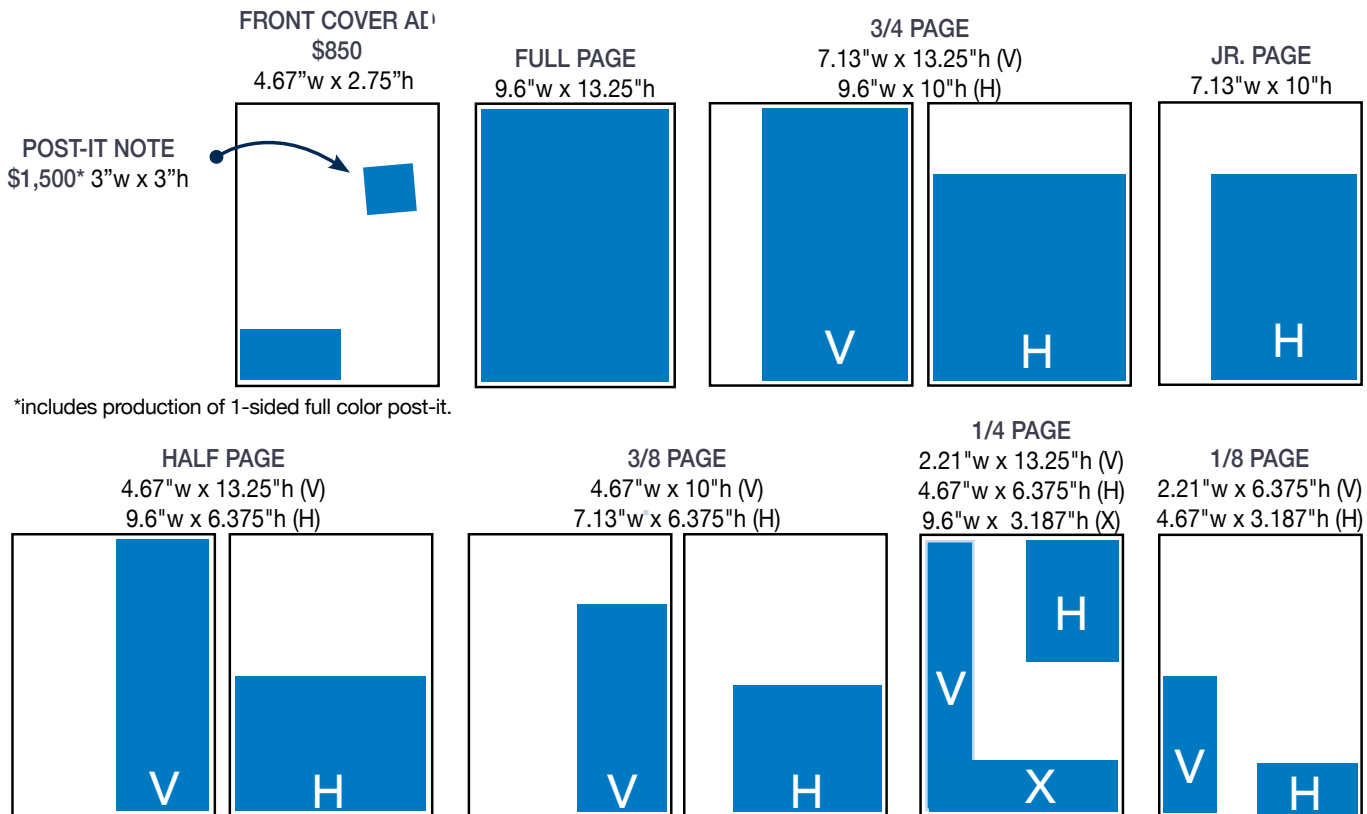 FRONT COVER AD
$850
4.67”w x 2.75”h
POST-IT NOTE
$1,500* 3”w x 3”h
FULL PAGE
9.6"w x 13.25"h
3/4 PAGE
7.13"w x 13.25"h (V)
9.6"w x 10"h (H)
V
H
JR. PAGE
7.13"w x 10"h
H
*includes production of 1-sided full color post-it.
HALF PAGE
4.67"w x 13.25"h (V)
9.6"w x 6.375"h (H)
V
H
3/8 PAGE
4.67"w x 10"h (V)
7.13"w x 6.375"h (H)
V
H
1/4 PAGE
2.21"w x 13.25"h (V)
4.67"w x 6.375"h (H)
9.6"w x 3.187"h (X)
H
V
X
1/8 PAGE
2.21"w x 6.375"h (V)
4.67"w x 3.187"h (H)
V
H